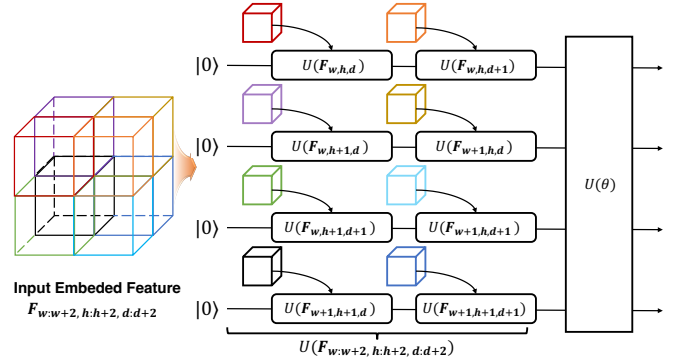 |0⟩ U(F_{w,h,d}) U(F_{w,h,d+1})
|0⟩ U(F_{w,h+1,d}) U(F_{w+1,h,d})
U(θ)
|0⟩ U(F_{w,h+1,d+1}) U(F_{w+1,h,d+1})
Input Embeded Feature
F_{w:w+2, h:h+2, d:d+2}
|0⟩ U(F_{w+1,h+1,d}) U(F_{w+1,h+1,d+1})
U(F_{w:w+2, h:h+2, d:d+2})